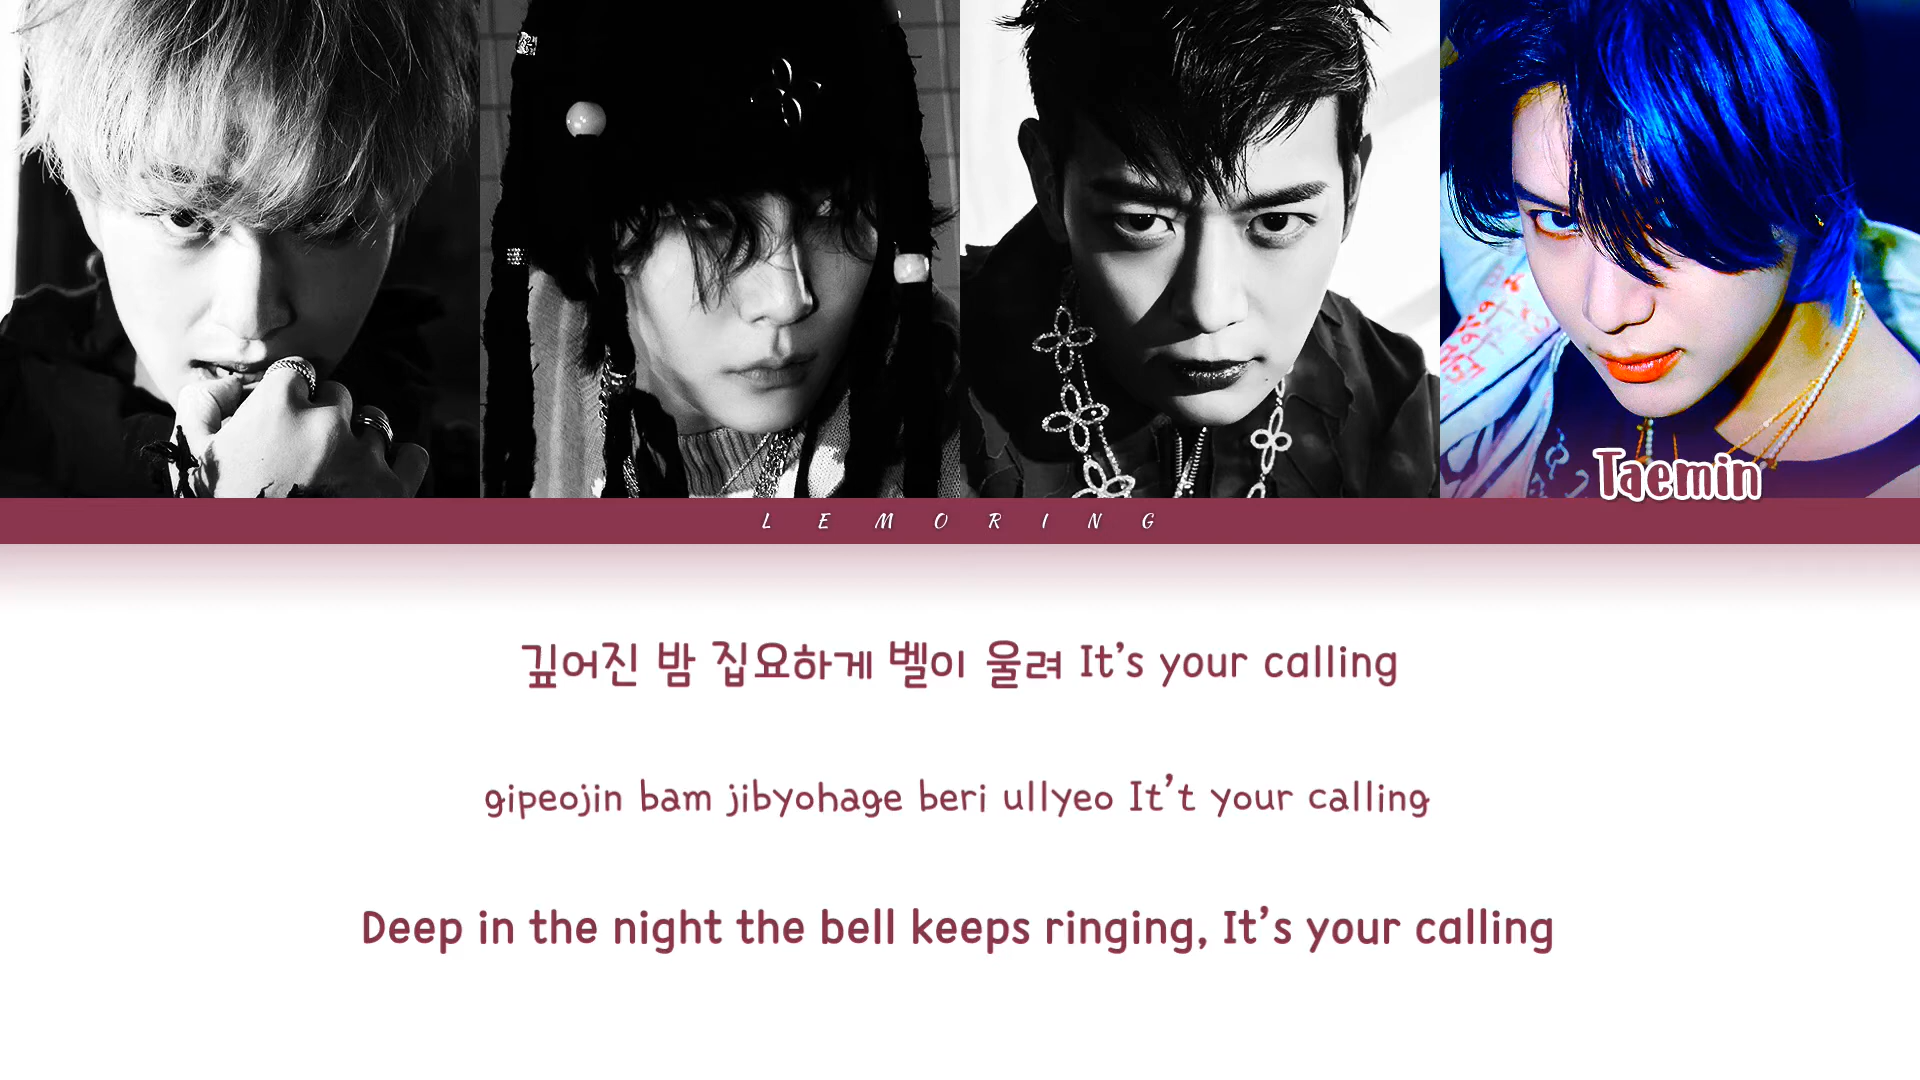 Taemin
LEMORING
깊어진 밤 집요하게 벨이 울려 It's your calling
gipeojin bam jibyohage beri ullyeo It't your calling
Deep in the night the bell keeps ringing, It's your calling